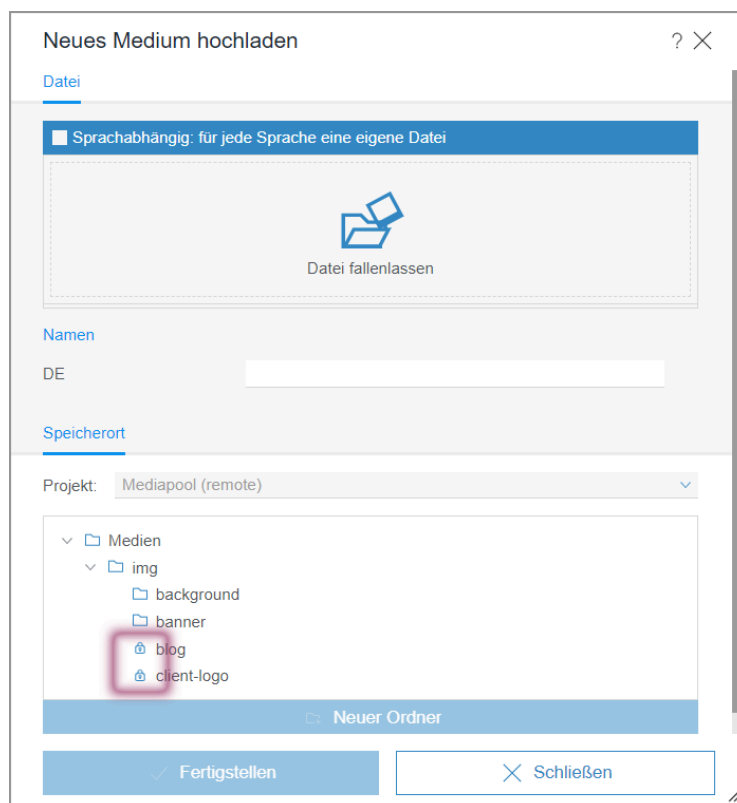 Neues Medium hochladen ?
Datei
Sprachabhängig: für jede Sprache eine eigene Datei
Datei fallenlassen
Namen
DE
Speicherort
Projekt: Mediapool (remote)
Medien
img
background
banner
blog
client-logo
Neuer Ordner
Fertigstellen Schließen